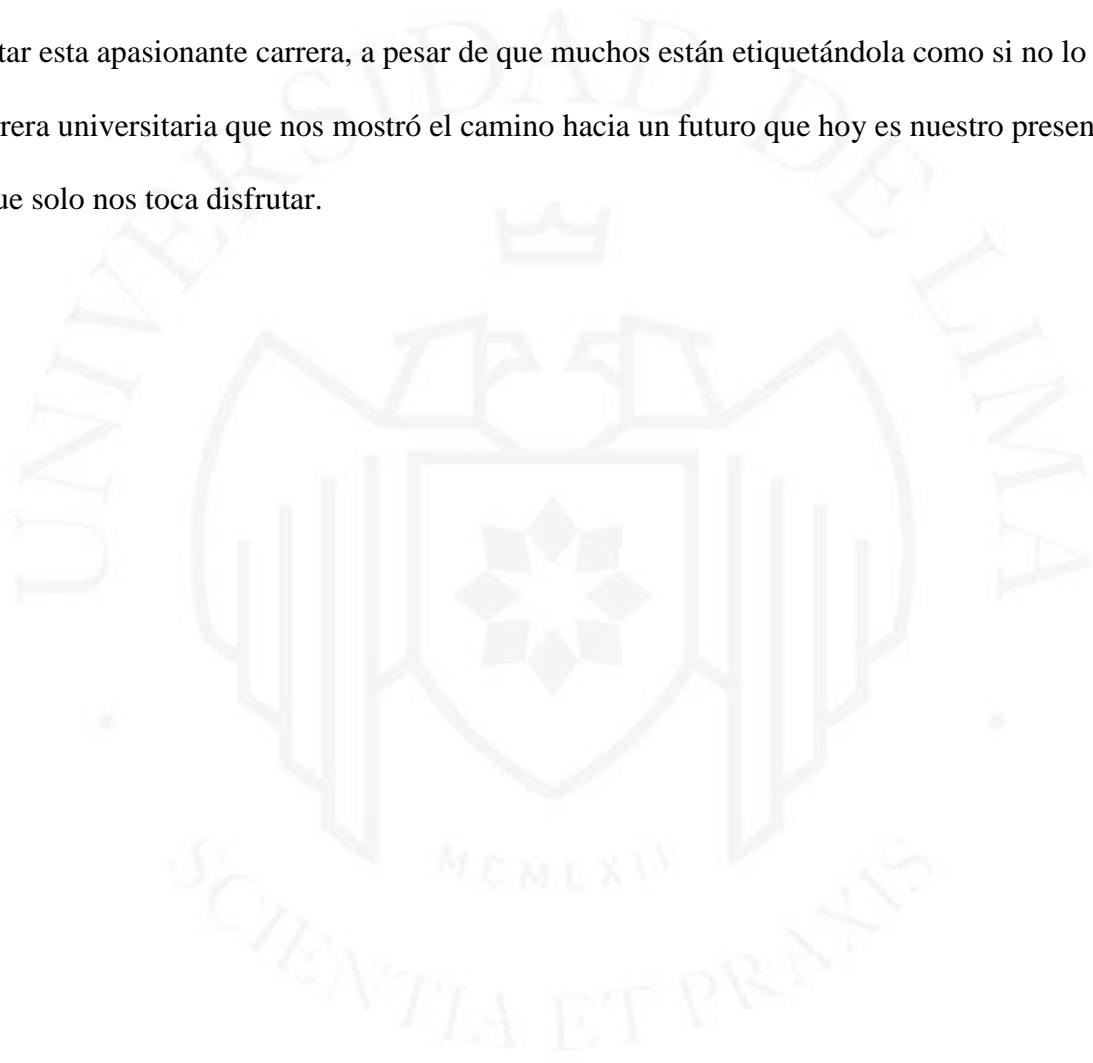 tar esta apasionante carrera, a pesar de que muchos están etiquetándola como si no lo
rera universitaria que nos mostró el camino hacia un futuro que hoy es nuestro presen
ue solo nos toca disfrutar.
UNIVERSIDAD DE LIMA
MCMLXII
SCIENTIA ET PRAXIS